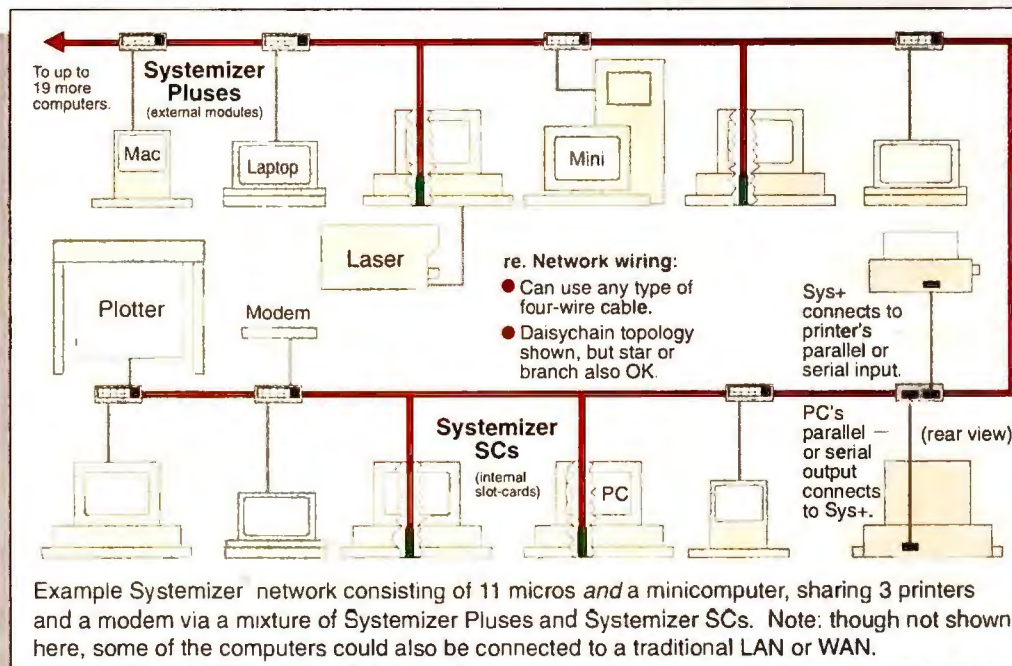 To up to
19 more
computers.
Systemizer
Pluses
(external modules)
Mac
Laptop
Mini
Laser
Plotter
Modem
re. Network wiring:
● Can use any type of
four-wire cable.
● Daisychain topology
shown, but star or
branch also OK.
Sys+
connects to
printer's
parallel or
serial input.
Systemizer
SCs
(internal
slot-cards)
PC
PC's
parallel
or serial
output
connects
to Sys+.
(rear view)
Example Systemizer network consisting of 11 micros and a minicomputer, sharing 3 printers
and a modem via a mixture of Systemizer Pluses and Systemizer SCs. Note: though not shown
here, some of the computers could also be connected to a traditional LAN or WAN.